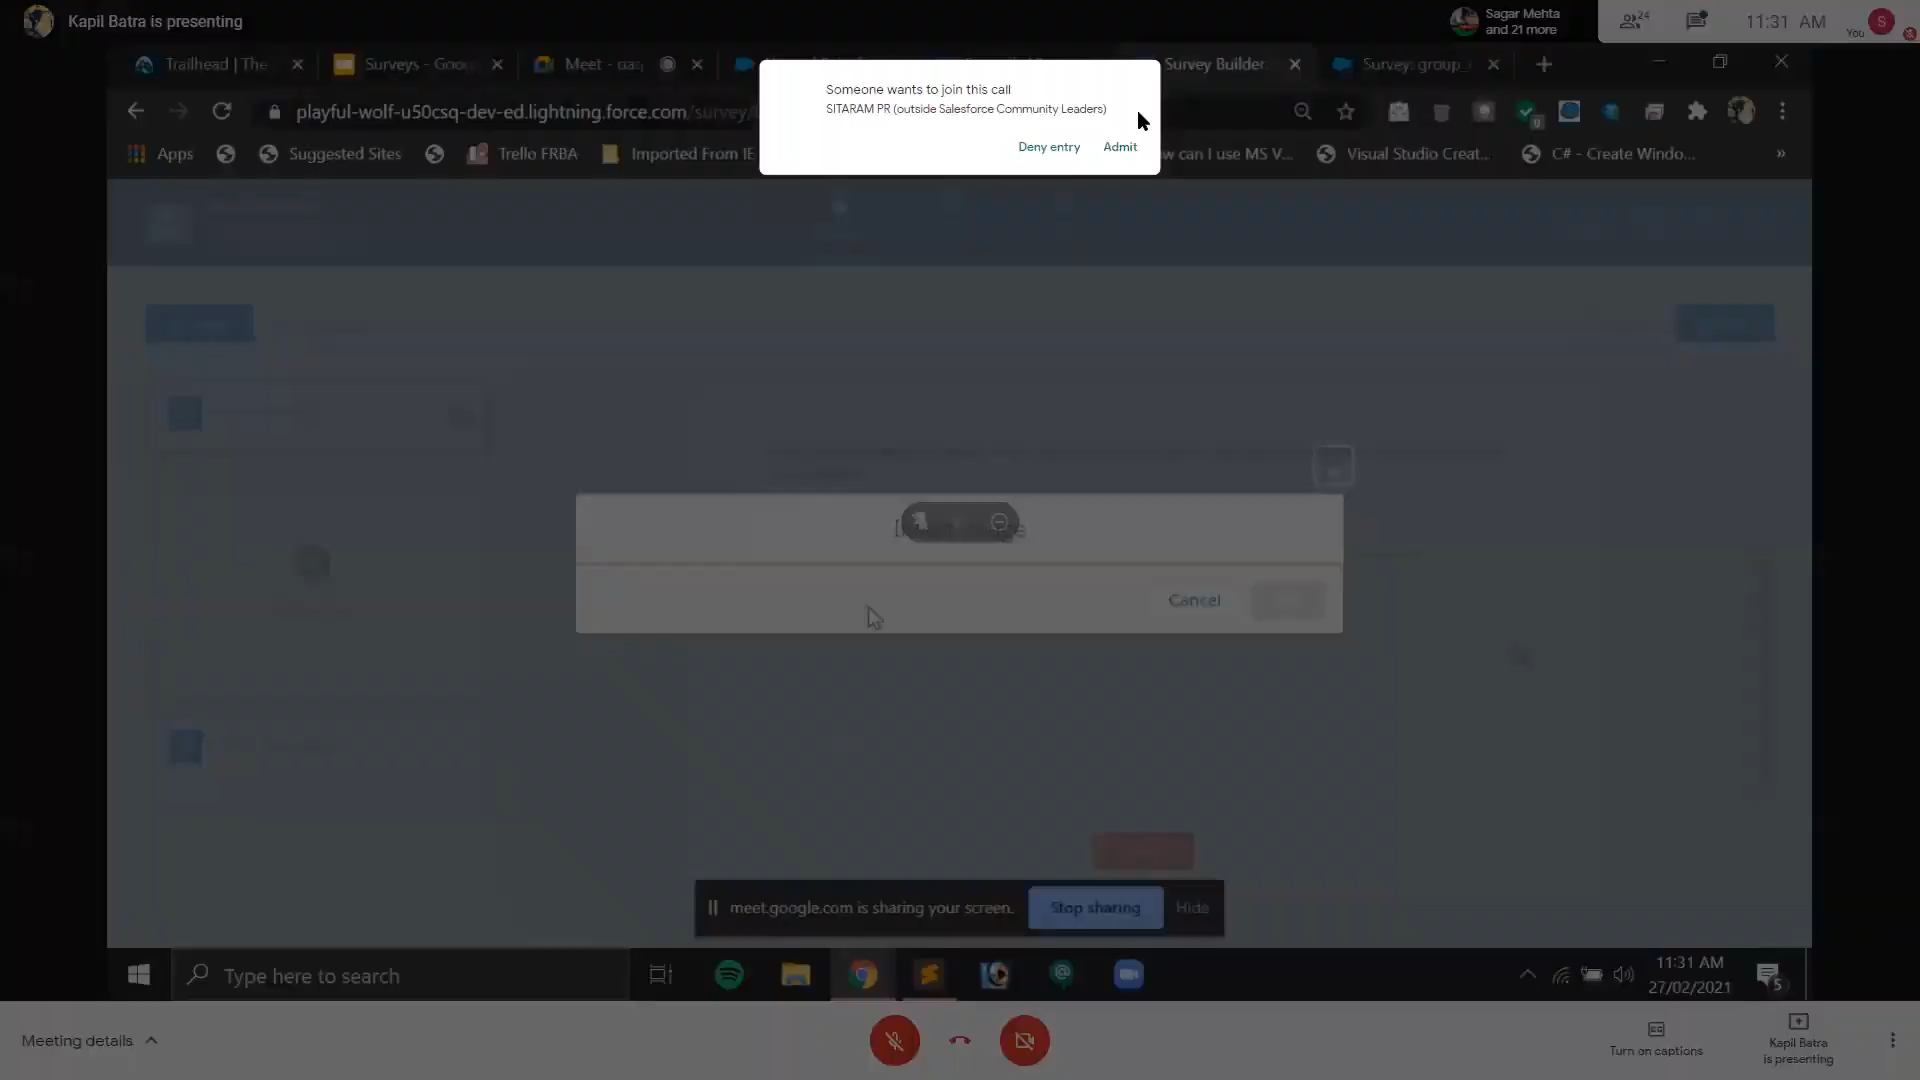 Kapil Batra is presenting
Sagar Mehta
and 21 more
24
11:31 AM
You
S
Trailhead | The
Surveys - Goo
Meet -
Survey Builder
Survey: group_
playful-wolf-u50csq-dev-ed.lightning.force.com/survey/
Someone wants to join this call
SITARAM PR (outside Salesforce Community Leaders)
Deny entry
Admit
Apps
Suggested Sites
Trello FRBA
Imported From IE
w can I use MS V...
Visual Studio Creat...
C# - Create Windo...
»
Cancel
meet.google.com is sharing your screen.
Stop sharing
Hide
Type here to search
11:31 AM
27/02/2021
5
Meeting details
Turn on captions
Kapil Batra
is presenting